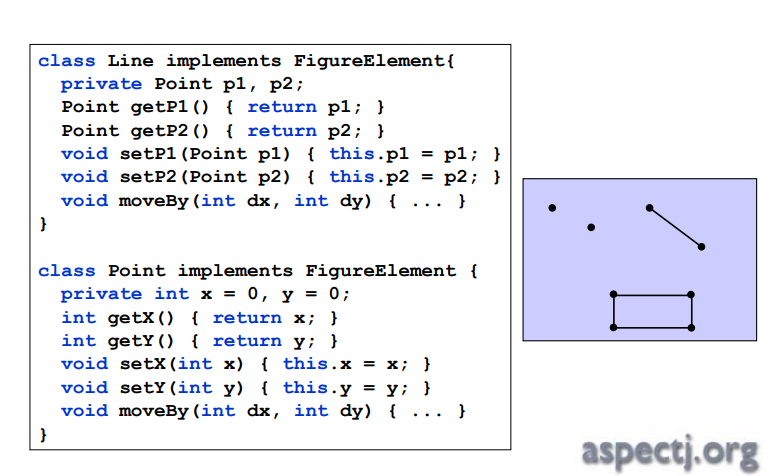 class Line implements FigureElement{
  private Point p1, p2;
  Point getP1() { return p1; }
  Point getP2() { return p2; }
  void setP1(Point p1) { this.p1 = p1; }
  void setP2(Point p2) { this.p2 = p2; }
  void moveBy(int dx, int dy) { ... }
}

class Point implements FigureElement {
  private int x = 0, y = 0;
  int getX() { return x; }
  int getY() { return y; }
  void setX(int x) { this.x = x; }
  void setY(int y) { this.y = y; }
  void moveBy(int dx, int dy) { ... }
}
aspectj.org